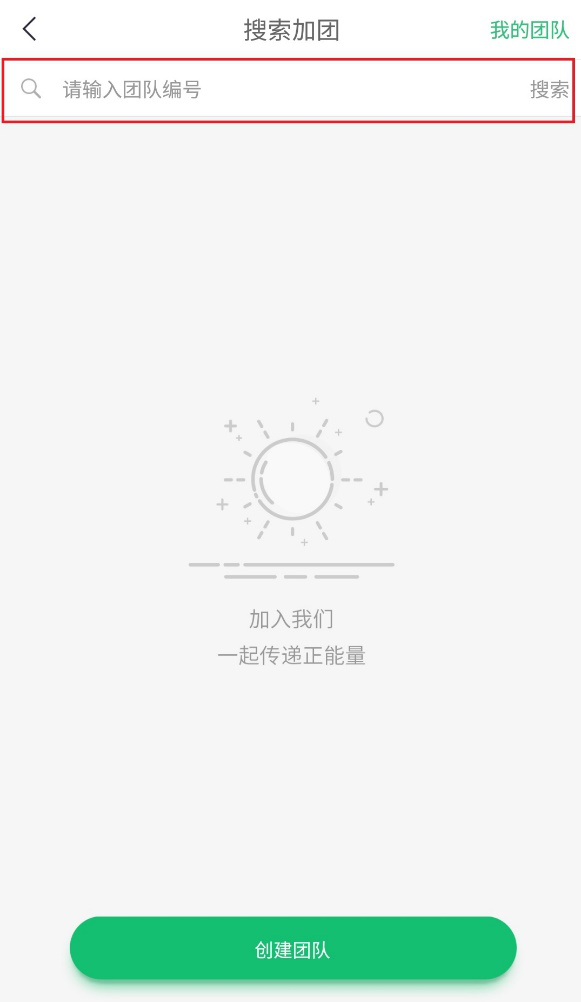 搜索加团 我的团队
请输入团队编号 搜索
加入我们
一起传递正能量
创建团队